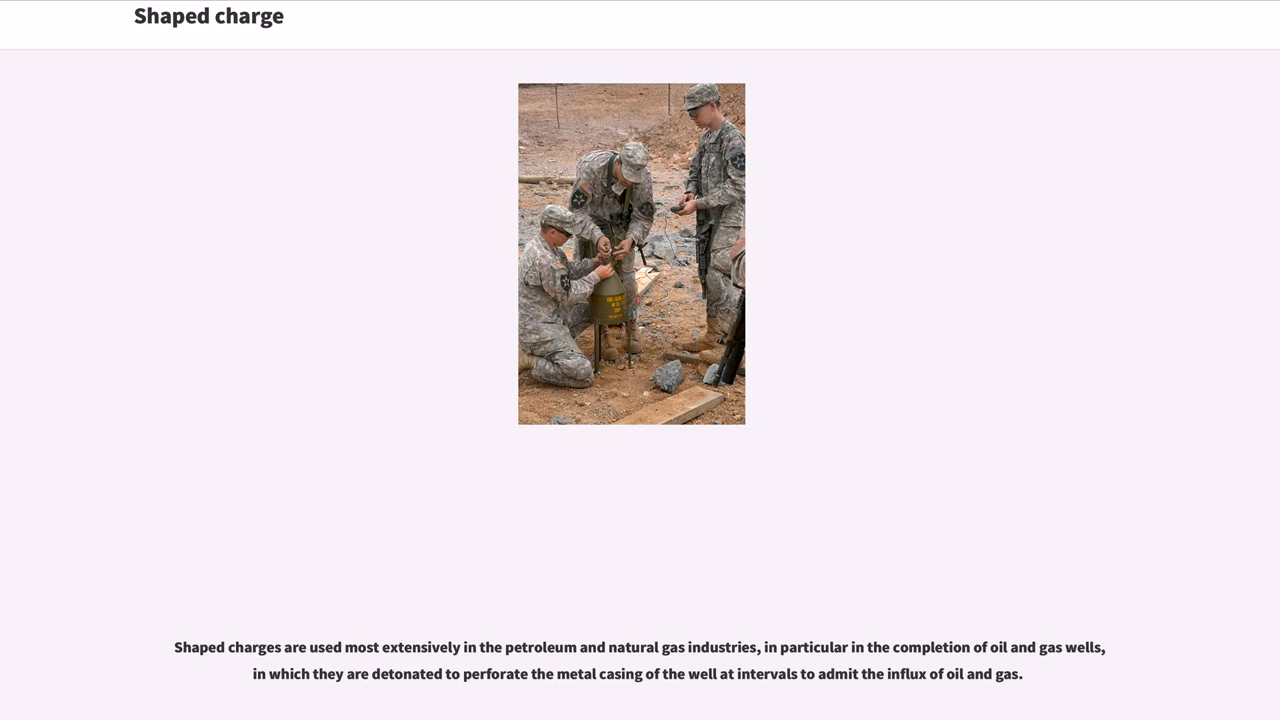 Shaped charge
Shaped charges are used most extensively in the petroleum and natural gas industries, in particular in the completion of oil and gas wells,
in which they are detonated to perforate the metal casing of the well at intervals to admit the influx of oil and gas.